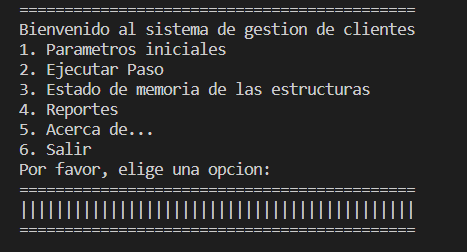 ============================================
Bienvenido al sistema de gestion de clientes
1. Parametros iniciales
2. Ejecutar Paso
3. Estado de memoria de las estructuras
4. Reportes
5. Acerca de...
6. Salir
Por favor, elige una opcion:
============================================
||||||||||||||||||||||||||||||||||||||||||||
============================================